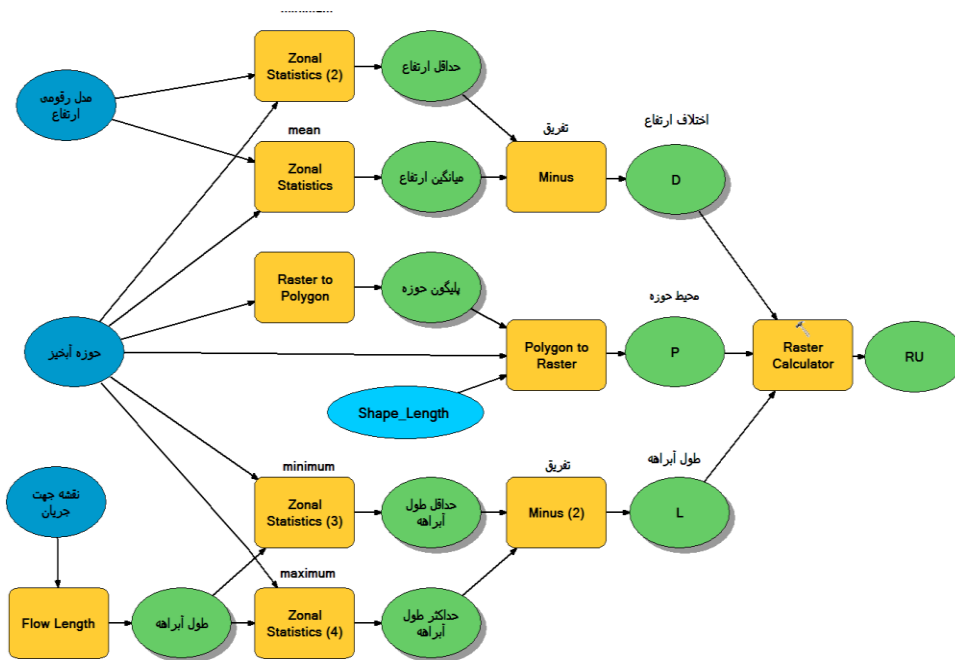 Zonal
Statistics (2)
حداقل ارتفاع
مدل رقومی
ارتفاع
mean
تفریق
اختلاف ارتفاع
Zonal
Statistics
میانگین ارتفاع
Minus
D
Raster to
Polygon
پلیگون حوزه
محیط حوزه
حوزه آبخیز
Polygon to
Raster
P
Raster
Calculator
RU
Shape_Length
minimum
تفریق
طول آبراهه
نقشه جهت
جریان
Zonal
Statistics (3)
حداقل طول
آبراهه
Minus (2)
L
maximum
Flow Length
طول آبراهه
Zonal
Statistics (4)
حداکثر طول
آبراهه